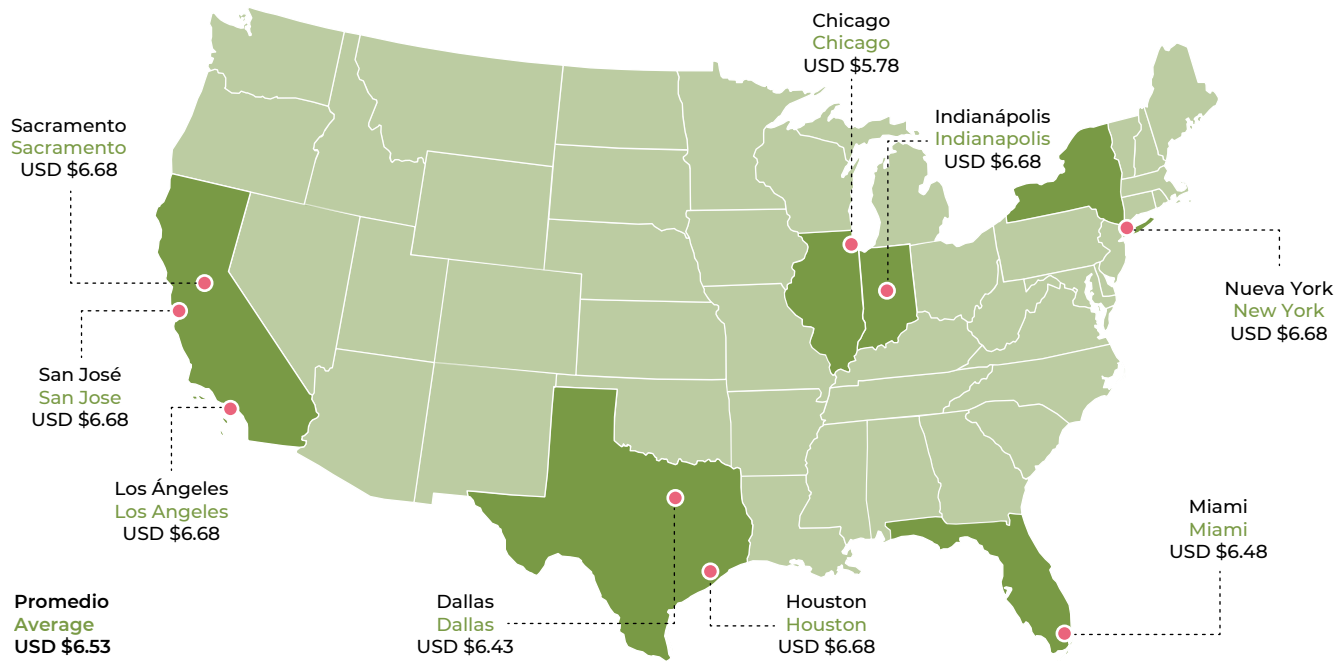 Chicago
Chicago
USD $5.78
Indianápolis
Indianapolis
USD $6.68
Sacramento
Sacramento
USD $6.68
Nueva York
New York
USD $6.68
San José
San Jose
USD $6.68
Los Ángeles
Los Angeles
USD $6.68
Miami
Miami
USD $6.48
Promedio
Average
USD $6.53
Dallas
Dallas
USD $6.43
Houston
Houston
USD $6.68